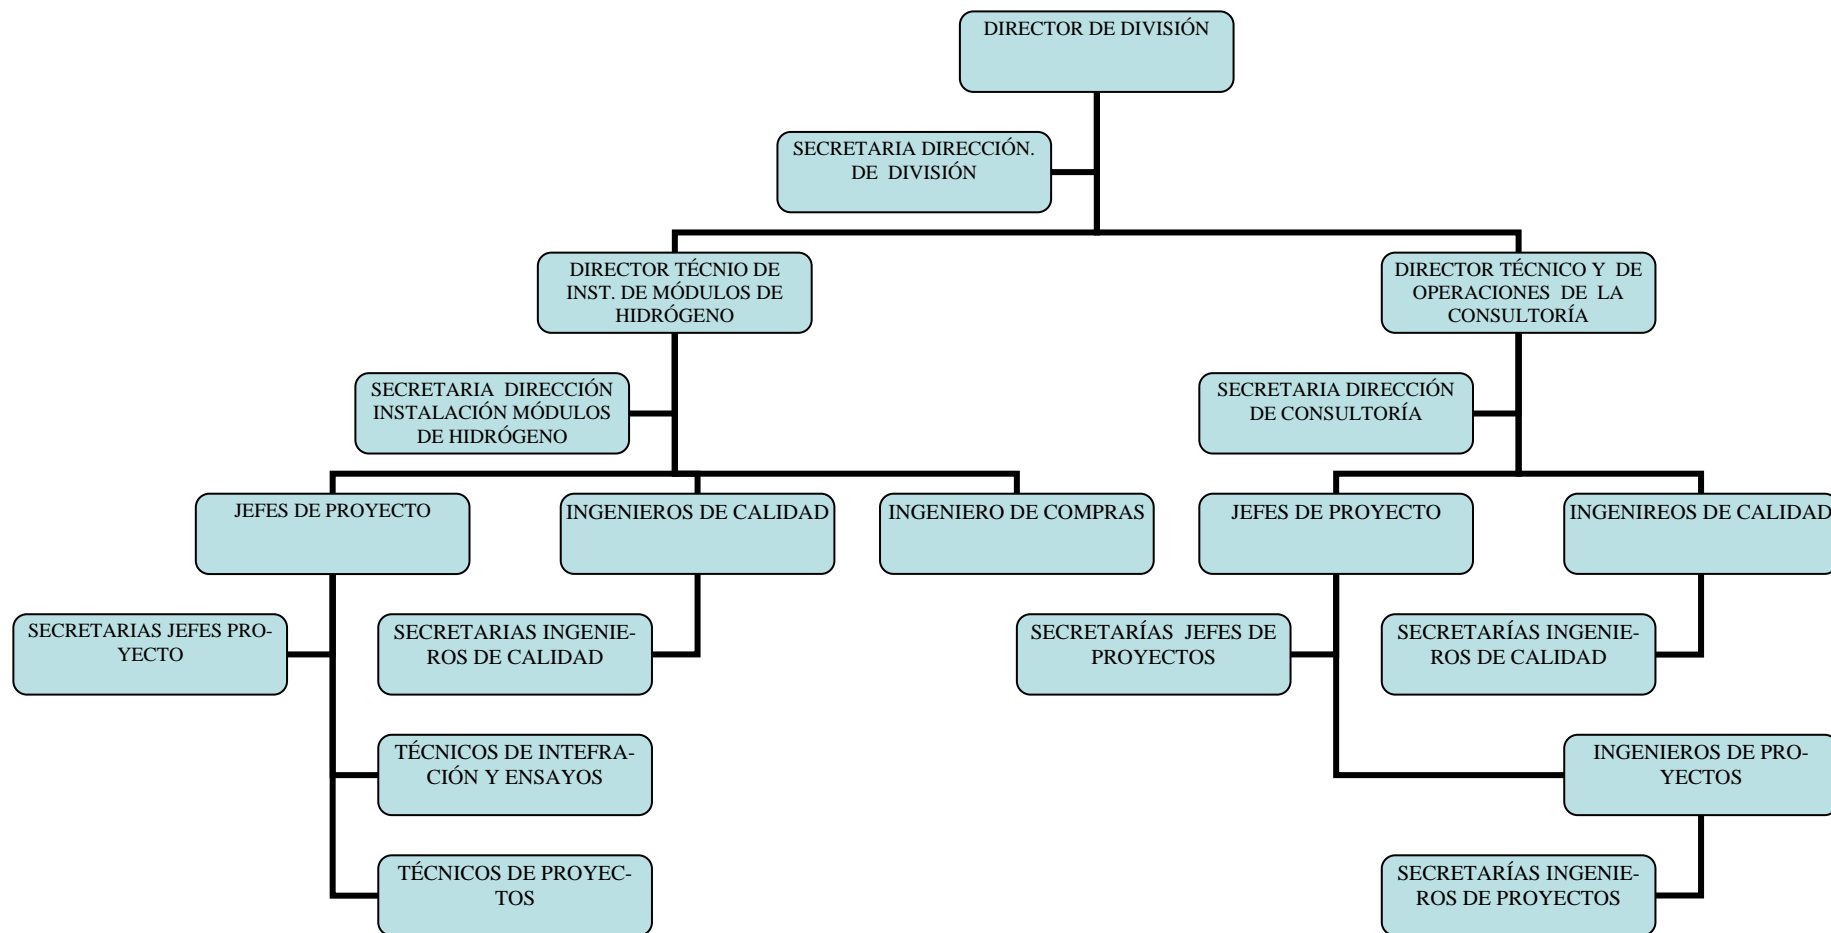 DIRECTOR DE DIVISIÓN
SECRETARIA DIRECCIÓN.
DE DIVISIÓN
DIRECTOR TÉCNIO DE
INST. DE MÓDULOS DE
HIDRÓGENO
DIRECTOR TÉCNICO Y DE
OPERACIONES DE LA
CONSULTORÍA
SECRETARIA DIRECCIÓN
INSTALACIÓN MÓDULOS
DE HIDRÓGENO
SECRETARIA DIRECCIÓN
DE CONSULTORÍA
JEFES DE PROYECTO
INGENIEROS DE CALIDAD
INGENIERO DE COMPRAS
JEFES DE PROYECTO
INGENIREOS DE CALIDAD
SECRETARIAS JEFES PRO-
YECTO
SECRETARIAS INGENIE-
ROS DE CALIDAD
SECRETARÍAS JEFES DE
PROYECTOS
SECRETARÍAS INGENIE-
ROS DE CALIDAD
TÉCNICOS DE INTEFRA-
CIÓN Y ENSAYOS
INGENIEROS DE PRO-
YECTOS
TÉCNICOS DE PROYEC-
TOS
SECRETARÍAS INGENIE-
ROS DE PROYECTOS